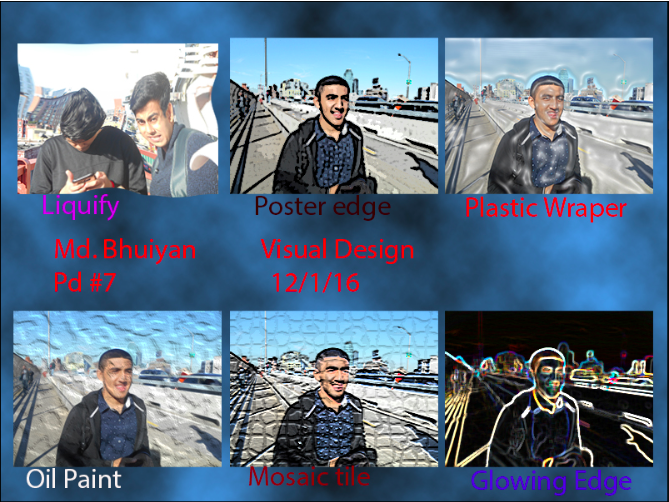 Liquify
Poster edge
Plastic Wraper
Md. Bhuiyan
Visual Design
Pd #7
12/1/16
Oil Paint
Mosaic tile
Glowing Edge